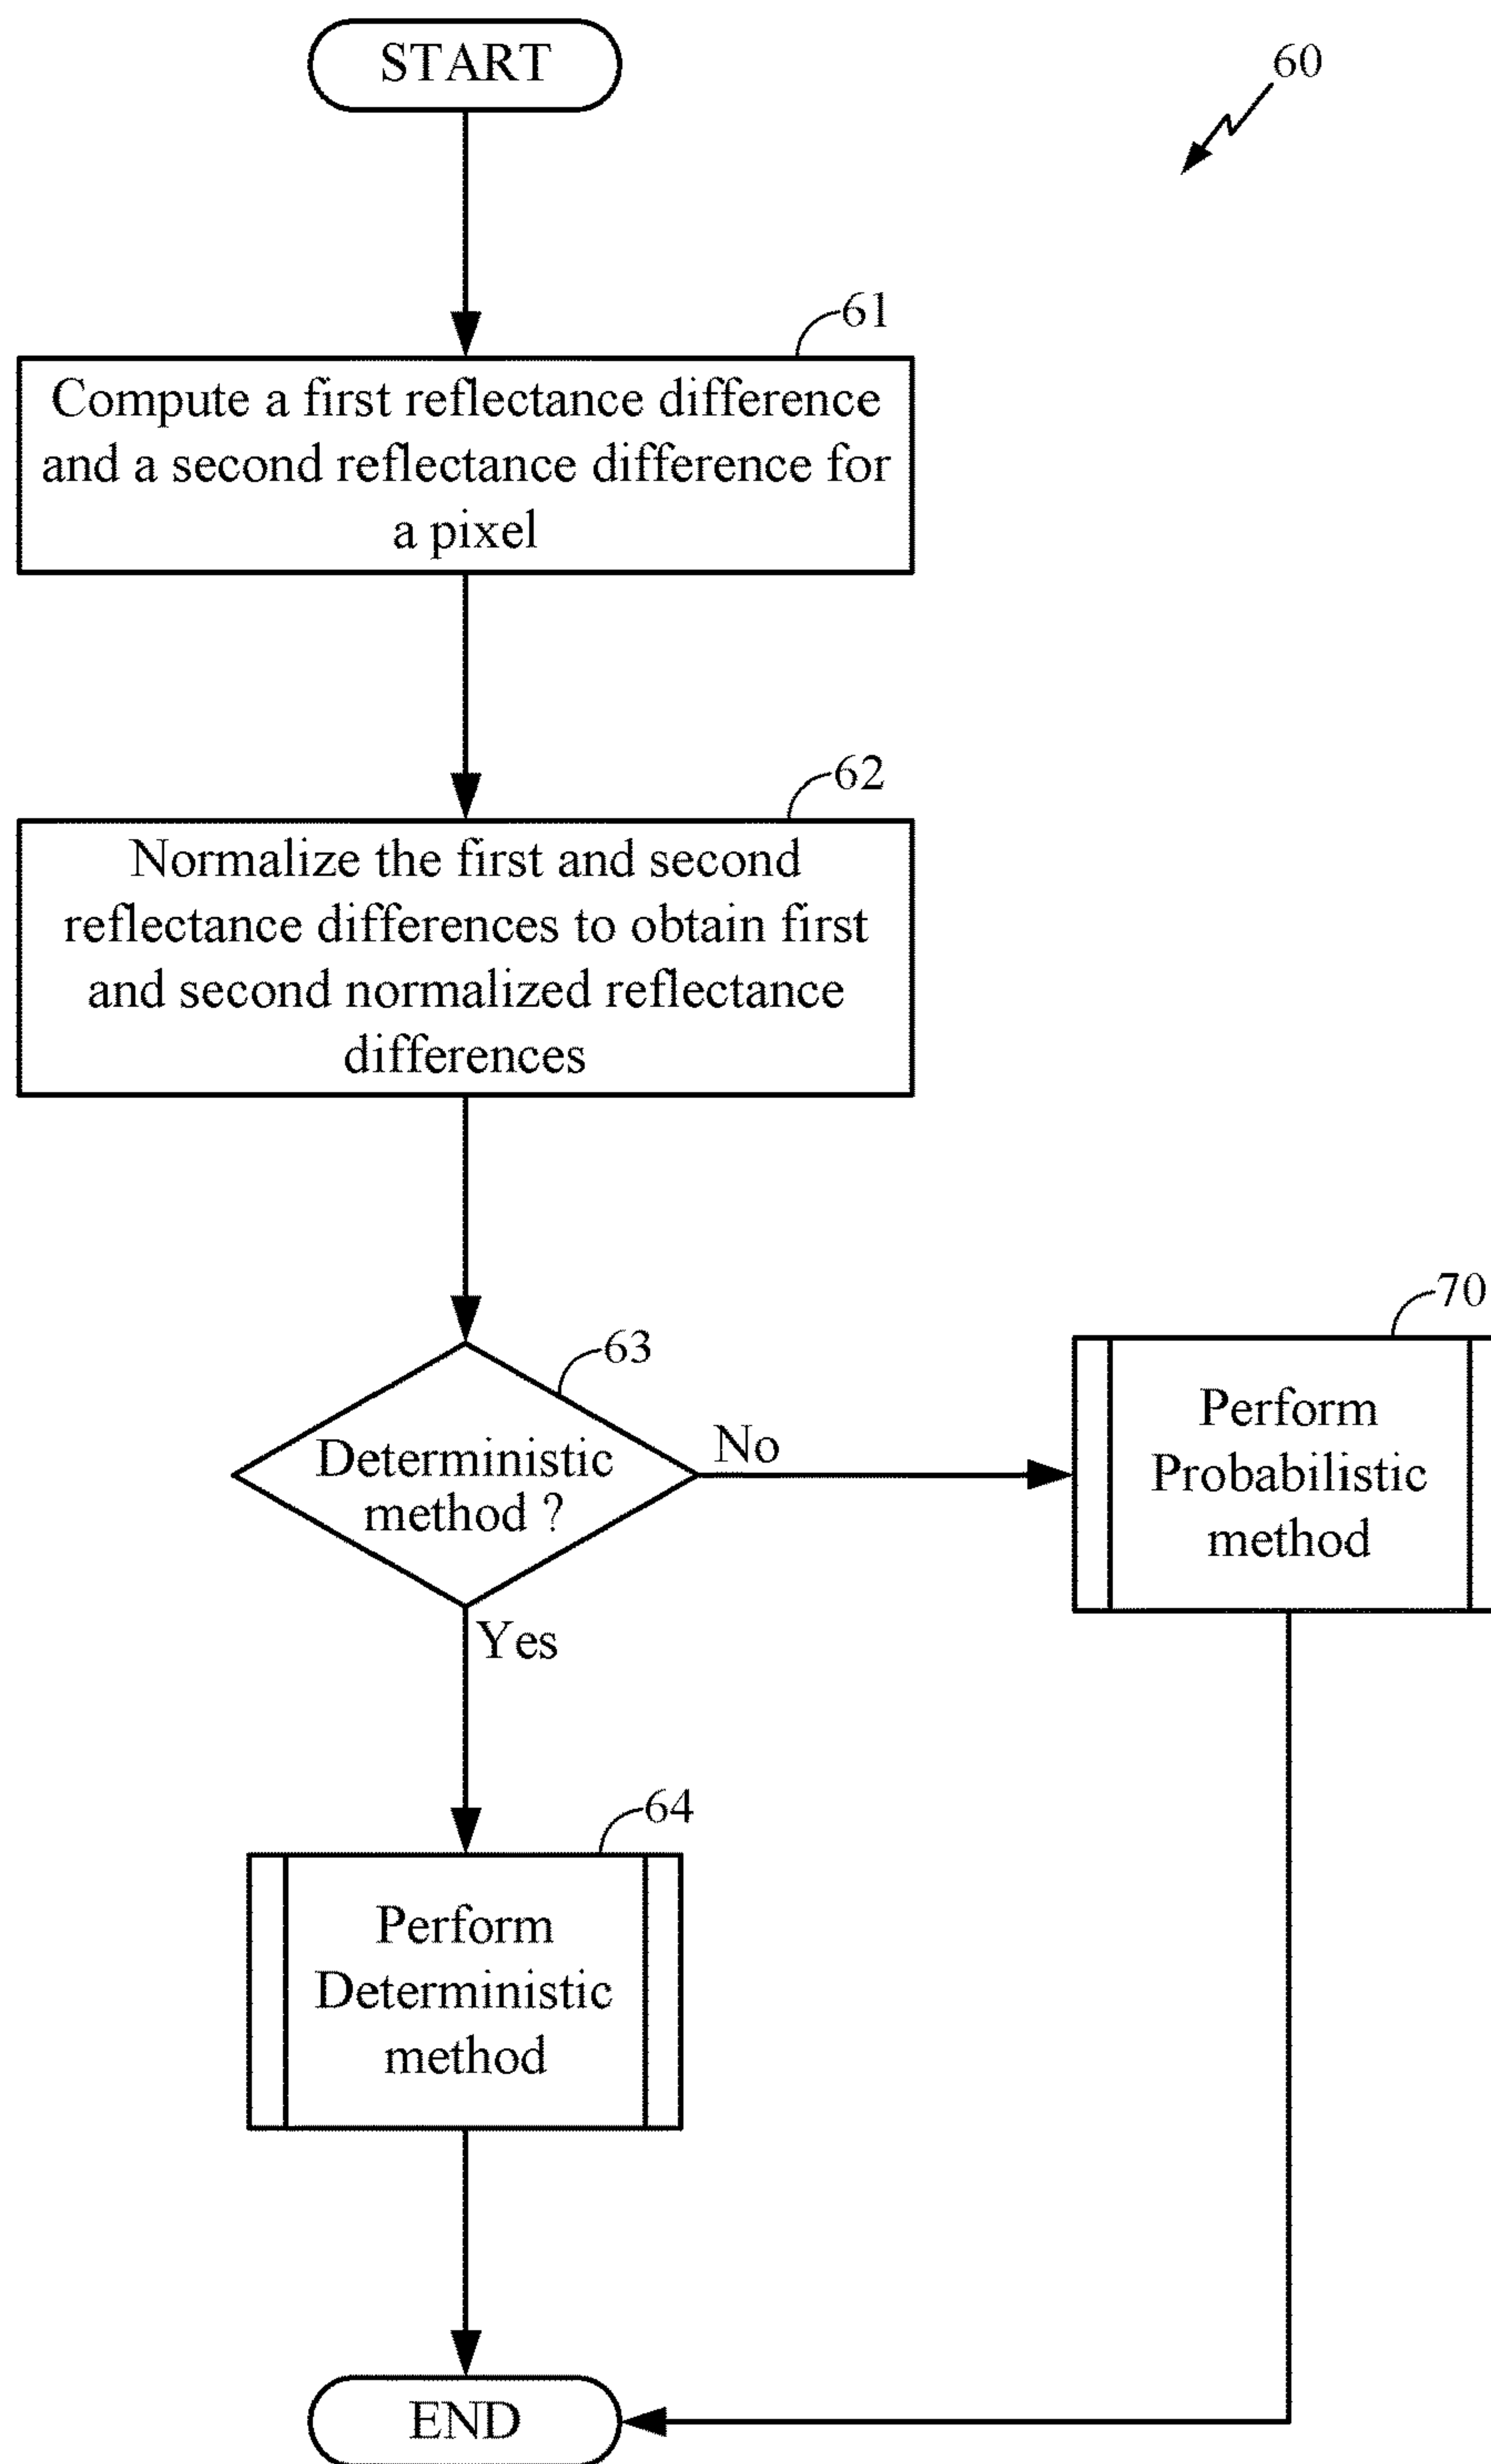 START
60
61
Compute a first reflectance difference
and a second reflectance difference for
a pixel
62
Normalize the first and second
reflectance differences to obtain first
and second normalized reflectance
differences
63
Deterministic
method ?
No
70
Perform
Probabilistic
method
Yes
64
Perform
Deterministic
method
END